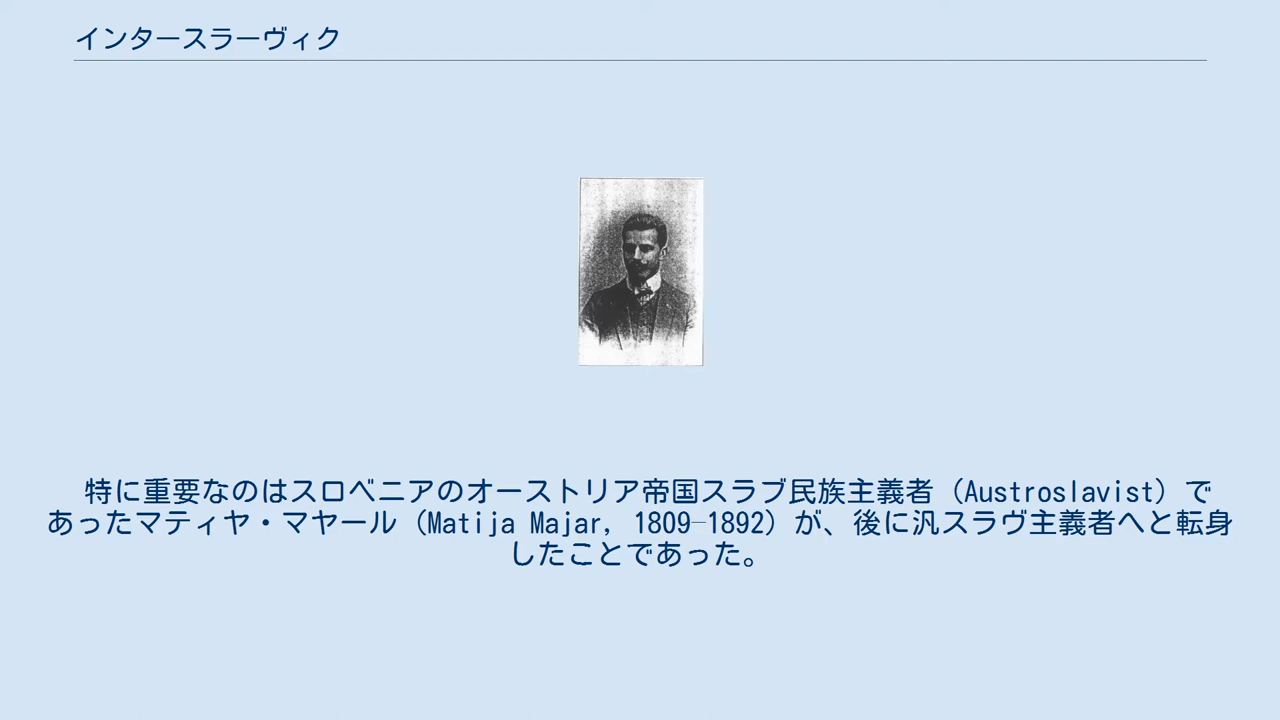 インタースラーヴィク
特に重要なのはスロベニアのオーストリア帝国スラブ民族主義者（Austroslavist）で
あったマティヤ・マヤール（Matija Majar, 1809–1892）が、後に汎スラヴ主義者へと転身
したことであった。